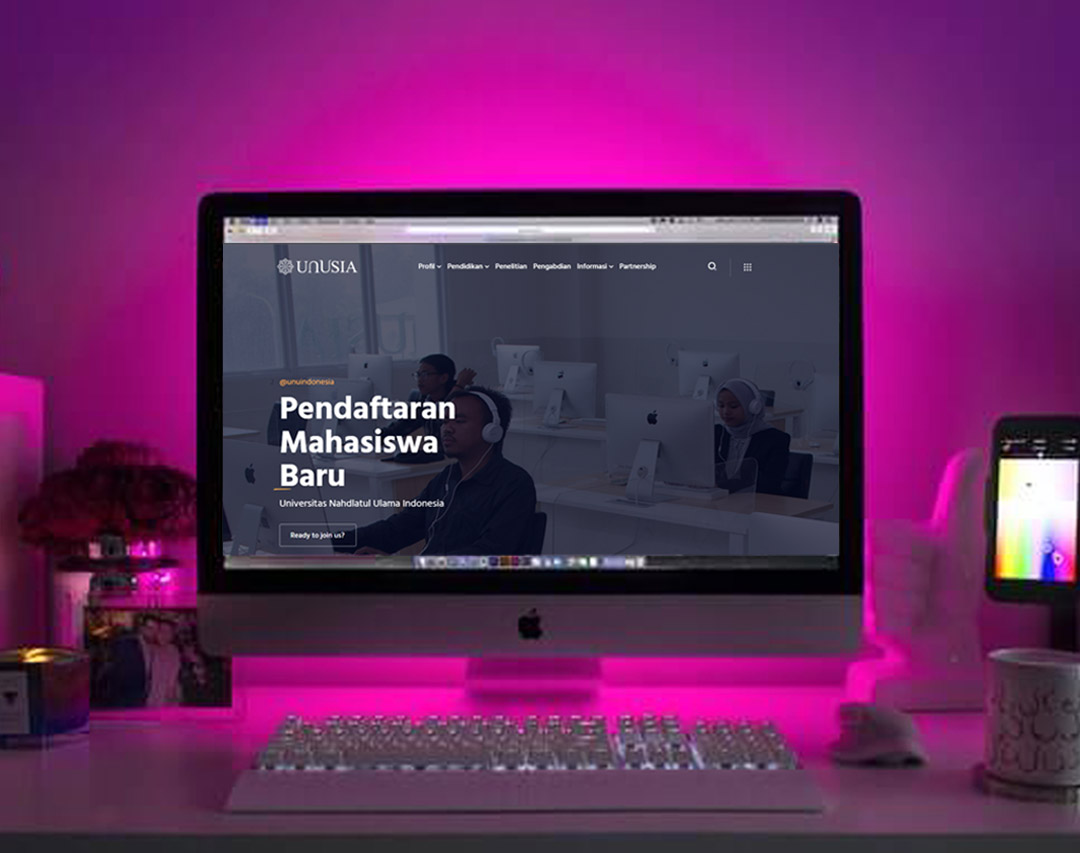 UNUSIA
Profil Pendidikan Penelitian Pengabdian Informasi Partnership
@unuindonesia
Pendaftaran
Mahasiswa
Baru
Universitas Nahdlatul Ulama Indonesia
Ready to join us?